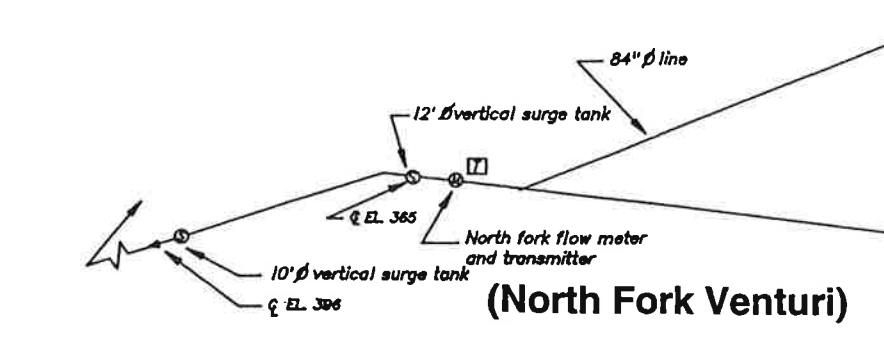 84" Ø line
12' Ø vertical surge tank
T
℄ EL. 365
North fork flow meter
and transmitter
10' Ø vertical surge tank
℄ EL. 396
(North Fork Venturi)